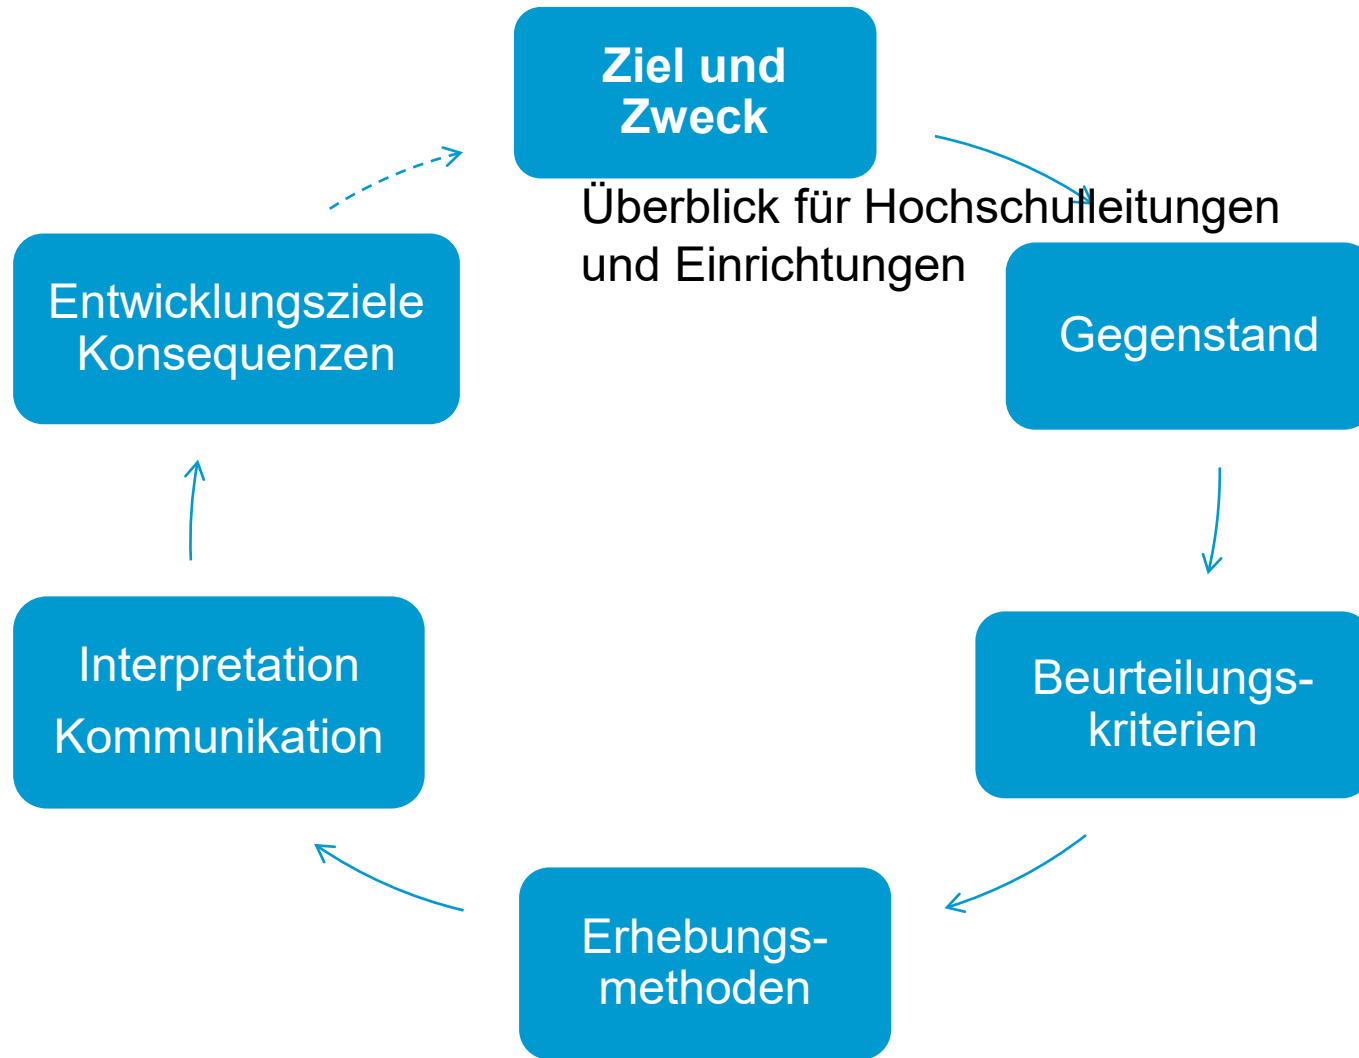 Ziel und
Zweck
Überblick für Hochschulleitungen
und Einrichtungen
Gegenstand
Beurteilungs-
kriterien
Erhebungs-
methoden
Interpretation
Kommunikation
Entwicklungsziele
Konsequenzen